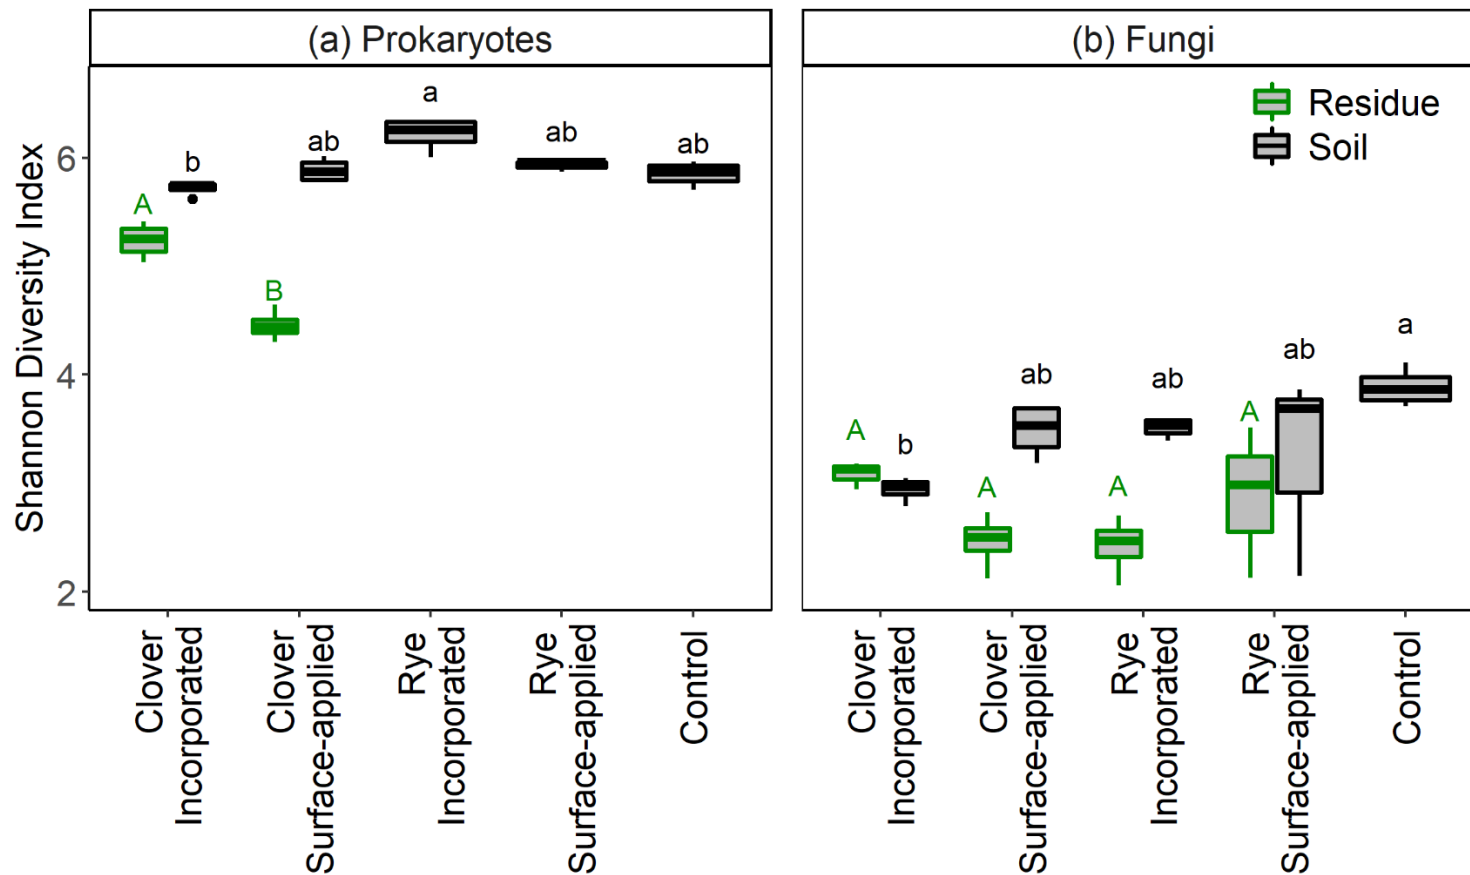 (a) Prokaryotes
(b) Fungi
Residue
Soil
Shannon Diversity Index
6
4
2
A
b
B
ab
a
ab
ab
A
b
A
ab
A
ab
A
ab
a
Clover
Incorporated
Clover
Surface-applied
Rye
Incorporated
Rye
Surface-applied
Control
Clover
Incorporated
Clover
Surface-applied
Rye
Incorporated
Rye
Surface-applied
Control